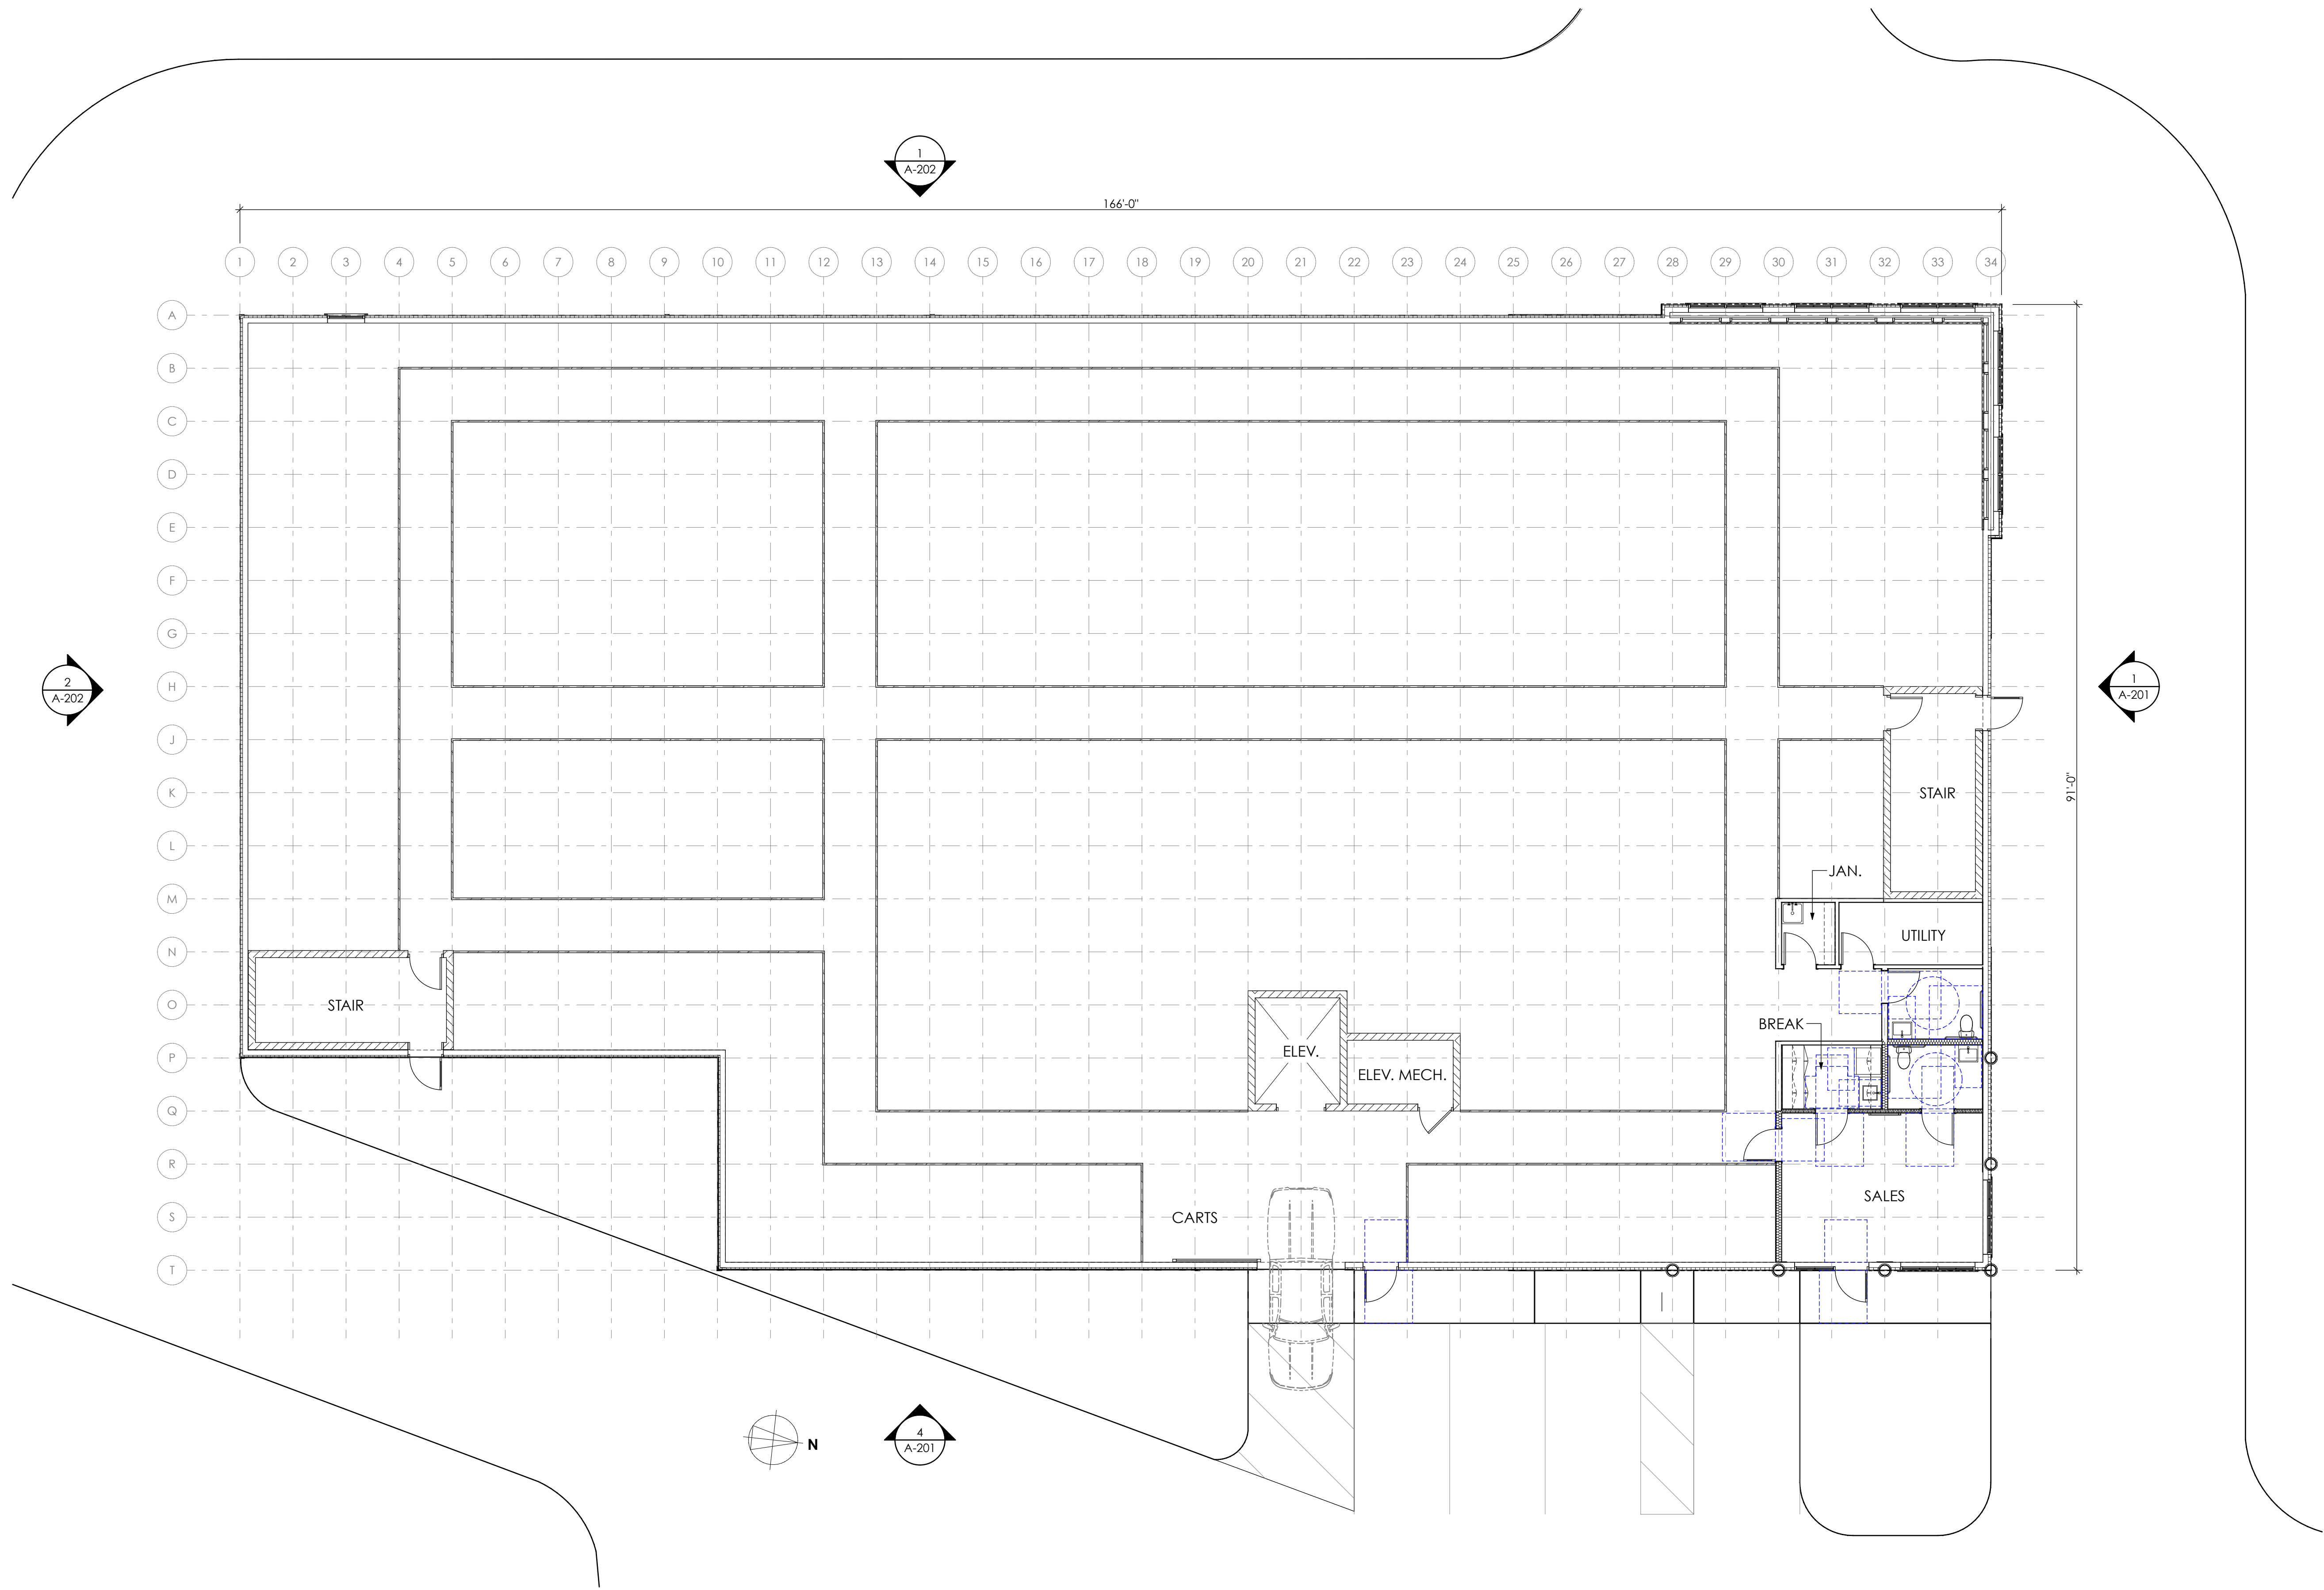 1
A-202
166'-0"
1 2 3 4 5 6 7 8 9 10 11 12 13 14 15 16 17 18 19 20 21 22 23 24 25 26 27 28 29 30 31 32 33 34
A
B
C
D
E
F
G
H
2
A-202
1
A-201
J
K
STAIR
91'-0"
L
JAN.
M
UTILITY
N
O
STAIR
BREAK
ELEV.
P
ELEV. MECH.
Q
R
SALES
S
CARTS
T
N
4
A-201